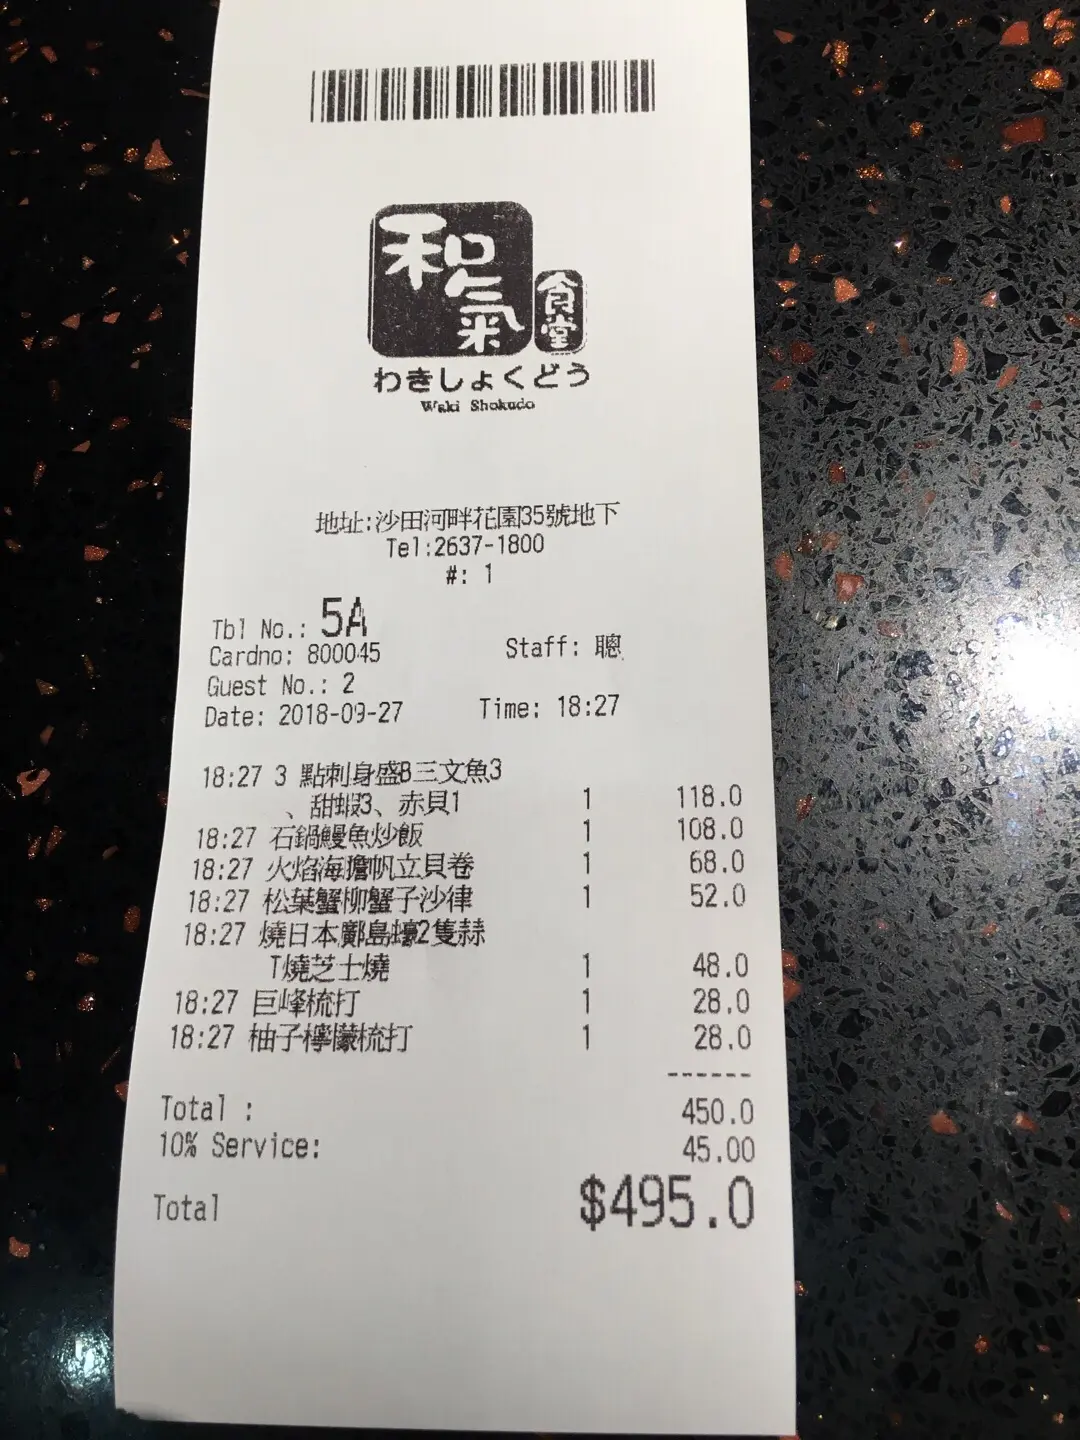 和氣
食堂
わきしょくどう
Waki Shokudo
地址:沙田河畔花園35號地下
Tel:2637-1800
#: 1
Tbl No.: 5A
Cardno: 800045 Staff: 聰
Guest No.: 2
Date: 2018-09-27 Time: 18:27
18:27 3 點刺身盛B三文魚3
、甜蝦3、赤貝1 1 118.0
18:27 石鍋鰻魚炒飯 1 108.0
18:27 火焰海膽帆立貝卷 1 68.0
18:27 松葉蟹柳蟹子沙律 1 52.0
18:27 燒日本廣島蠔2隻蒜
T燒芝士燒 1 48.0
18:27 巨峰梳打 1 28.0
18:27 柚子檸檬梳打 1 28.0
------
Total : 450.0
10% Service: 45.00
Total $495.0